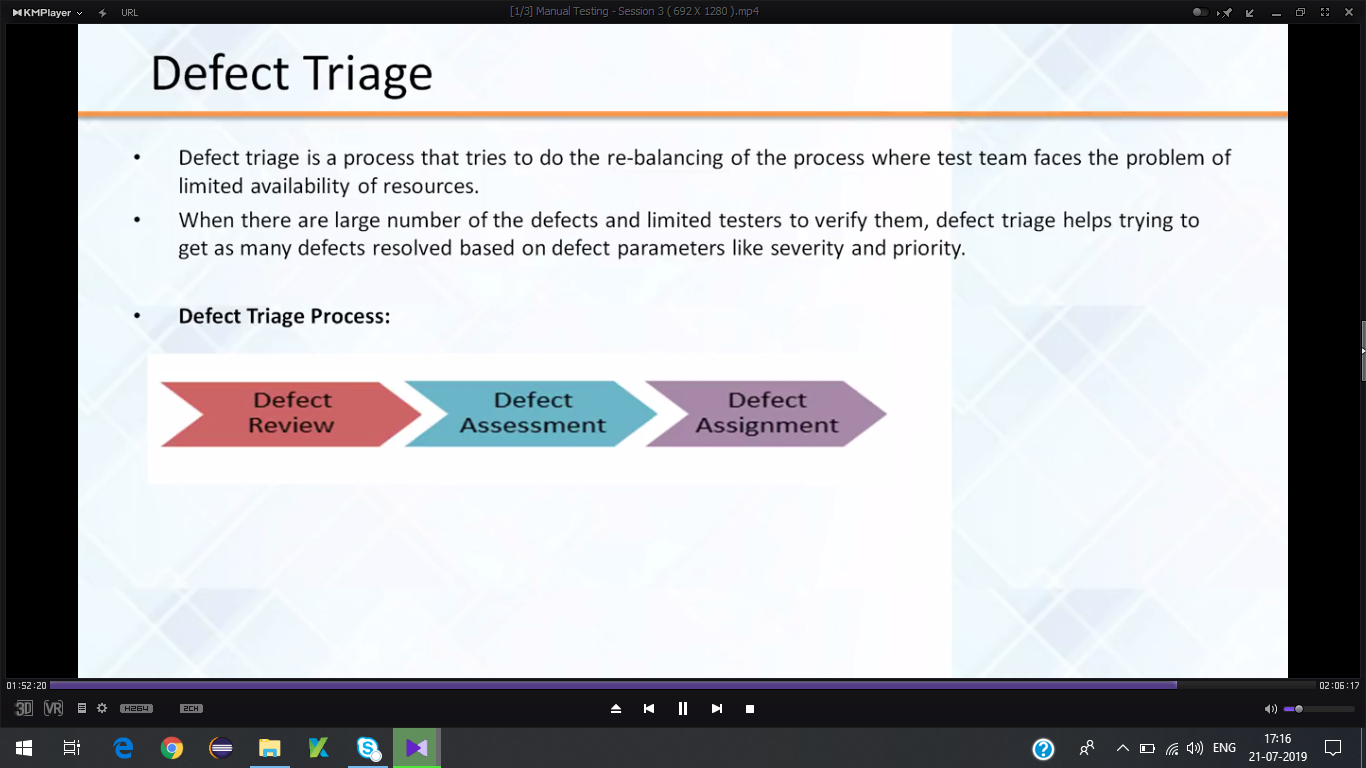 KMPlayer URL [1/3] Manual Testing - Session 3 ( 692 X 1280 ).mp4
Defect Triage
• Defect triage is a process that tries to do the re-balancing of the process where test team faces the problem of
limited availability of resources.
• When there are large number of the defects and limited testers to verify them, defect triage helps trying to
get as many defects resolved based on defect parameters like severity and priority.
• Defect Triage Process:
Defect
Review
Defect
Assessment
Defect
Assignment
01:52:20 02:06:17
3D VR H264 2CH
ENG 17:16
21-07-2019